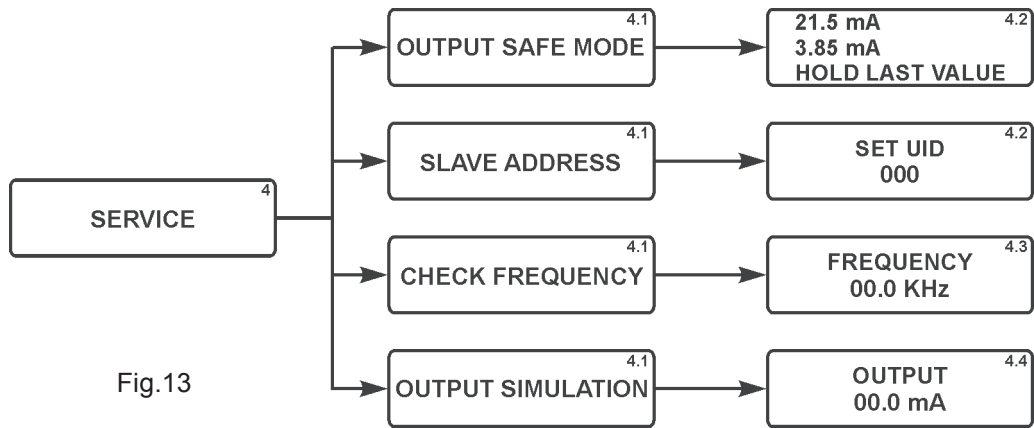 4
SERVICE
4.1
OUTPUT SAFE MODE
4.2
21.5 mA
3.85 mA
HOLD LAST VALUE
4.1
SLAVE ADDRESS
4.2
SET UID
000
4.1
CHECK FREQUENCY
4.3
FREQUENCY
00.0 KHz
4.1
OUTPUT SIMULATION
4.4
OUTPUT
00.0 mA
Fig.13